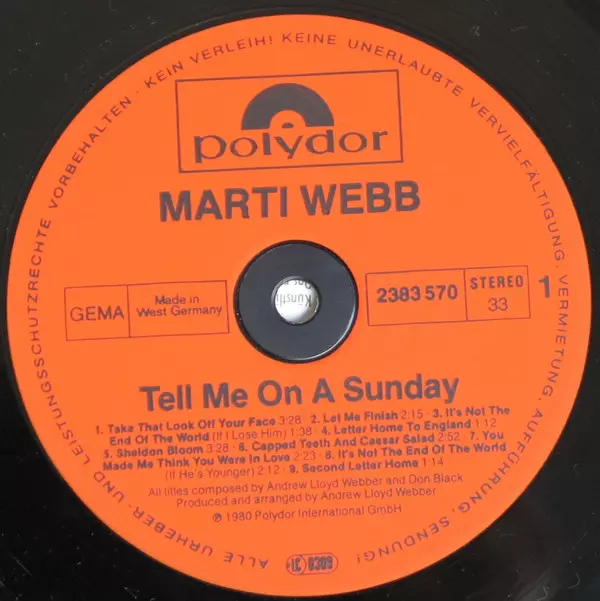 ALLE URHEBER- UND LEISTUNGSSCHUTZRECHTE VORBEHALTEN · KEIN VERLEIH! KEINE UNERLAUBTE VERVIELFÄLTIGUNG, VERMIETUNG, AUFFÜHRUNG, SENDUNG!
polydor
MARTI WEBB
GEMA
Made in
West Germany
Künstl
2383 570
STEREO
33
1
Tell Me On A Sunday
1. Take That Look Off Your Face 3:28 · 2. Let Me Finish 2:15 · 3. It's Not The
End Of The World (If I Lose Him) 1:38 · 4. Letter Home To England 1:12
5. Sheldon Bloom · 6. Capped Teeth And Caesar Salad 2:52 · 7. You
Made Me Think You Were In Love 2:23 · 8. It's Not The End Of The World
(If He's Younger) 2:12 · 9. Second Letter Home 1:14
All titles composed by Andrew Lloyd Webber and Don Black
Produced and arranged by Andrew Lloyd Webber
℗ 1980 Polydor International GmbH
LC 0309